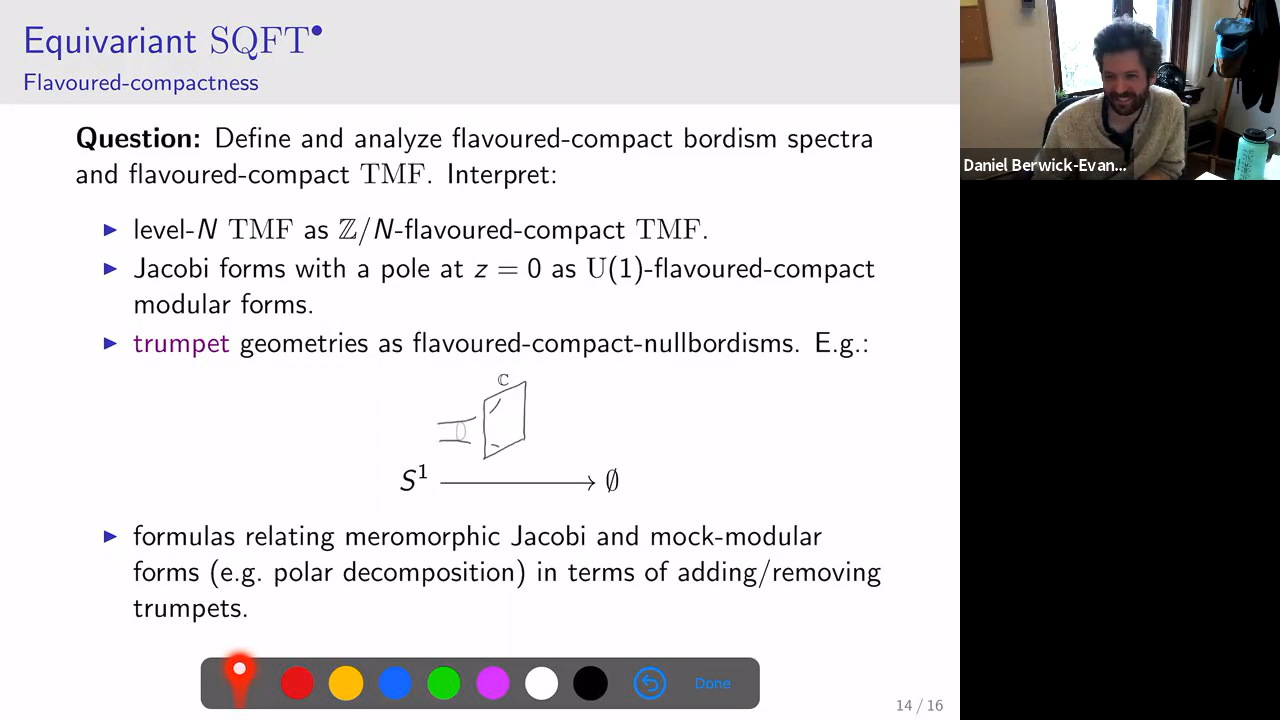 Equivariant SQFT•
Flavoured-compactness
Question: Define and analyze flavoured-compact bordism spectra
and flavoured-compact TMF. Interpret:
▶ level-N TMF as ℤ/N-flavoured-compact TMF.
▶ Jacobi forms with a pole at z = 0 as U(1)-flavoured-compact
modular forms.
▶ trumpet geometries as flavoured-compact-nullbordisms. E.g.:
ℂ
S¹ ⟶ ∅
▶ formulas relating meromorphic Jacobi and mock-modular
forms (e.g. polar decomposition) in terms of adding/removing
trumpets.
Done
14 / 16
Daniel Berwick-Evan...